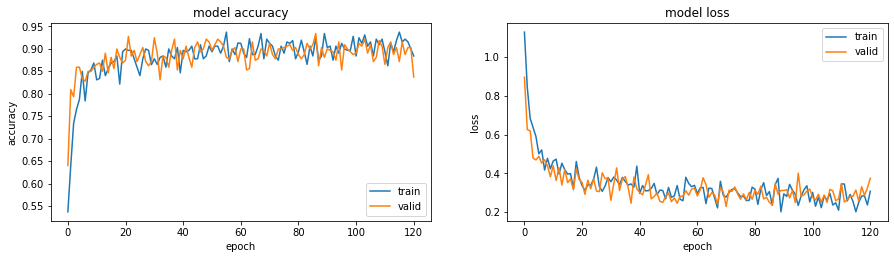 model accuracy
0.95
0.90
0.85
0.80
0.75
0.70
0.65
0.60
0.55
accuracy
0 20 40 60 80 100 120
epoch
train
valid
model loss
1.0
0.8
0.6
0.4
0.2
loss
0 20 40 60 80 100 120
epoch
train
valid